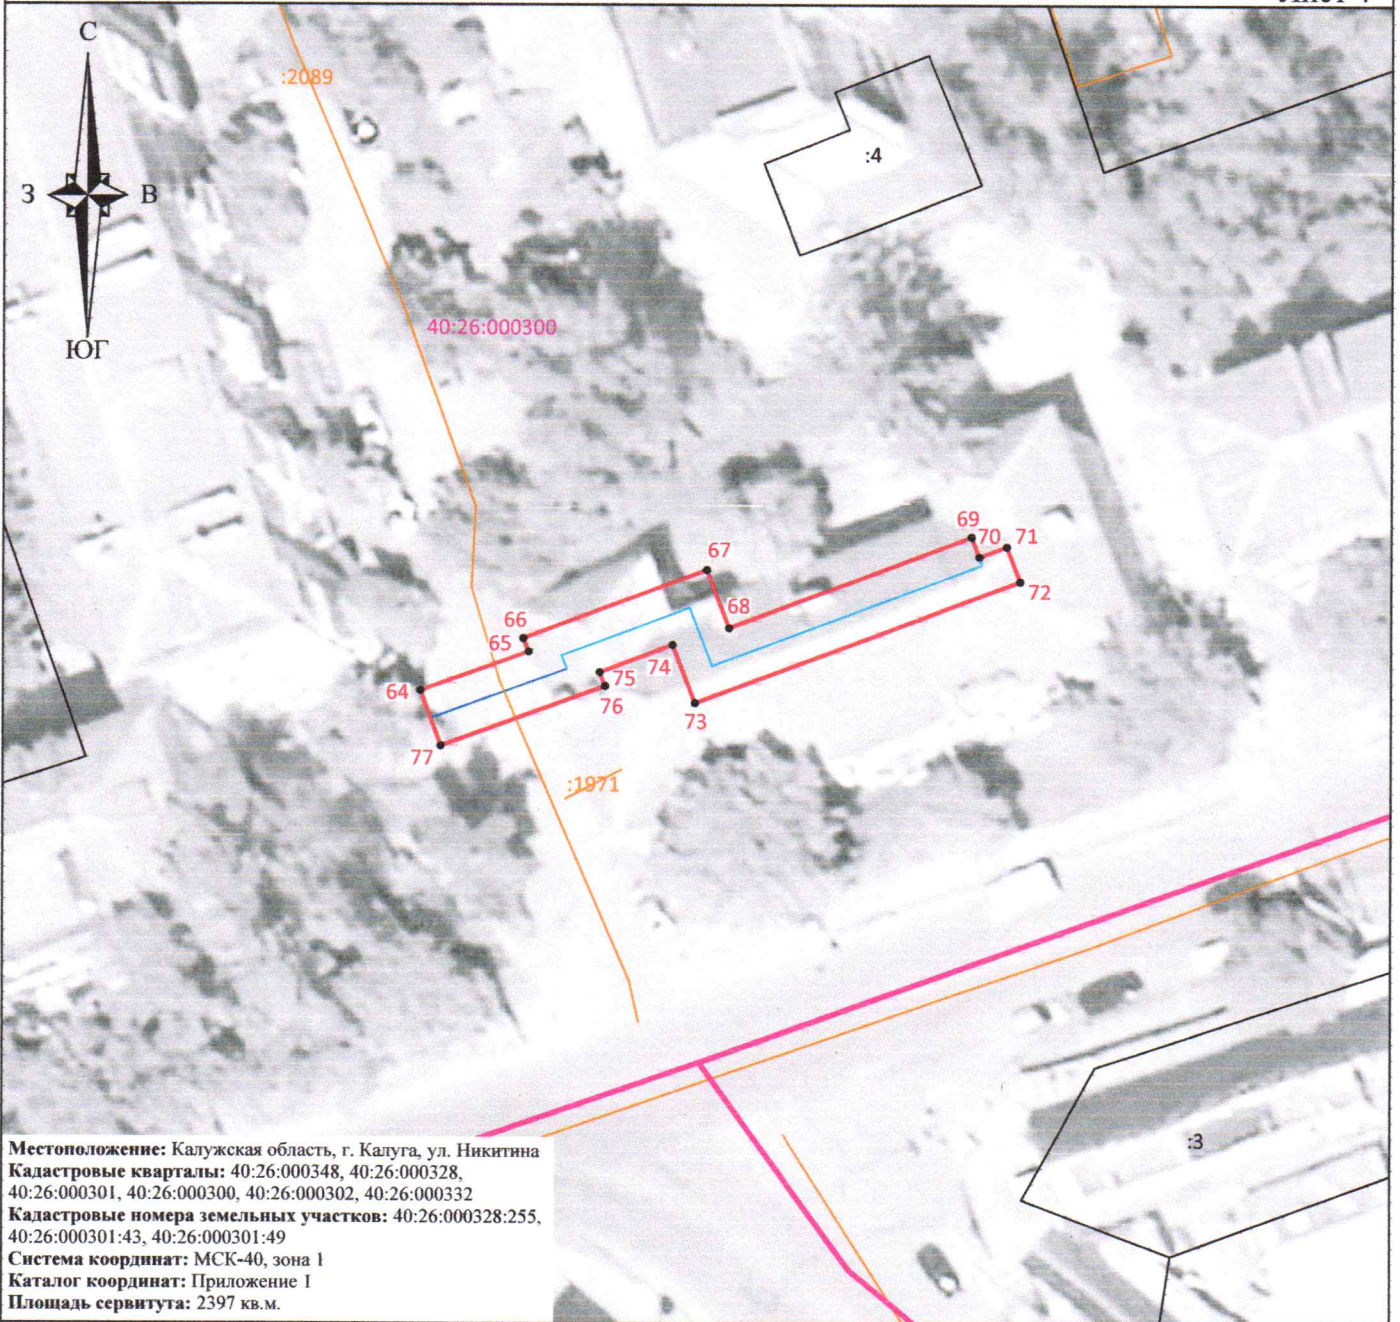 С
:2089
:4
З
В
40:26:000300
ЮГ
69
70
71
67
72
68
66
65
74
64
75
76
73
77
:1971
:3
Местоположение: Калужская область, г. Калуга, ул. Никитина
Кадастровые кварталы: 40:26:000348, 40:26:000328,
40:26:000301, 40:26:000300, 40:26:000302, 40:26:000332
Кадастровые номера земельных участков: 40:26:000328:255,
40:26:000301:43, 40:26:000301:49
Система координат: МСК-40, зона 1
Каталог координат: Приложение 1
Площадь сервитута: 2397 кв.м.